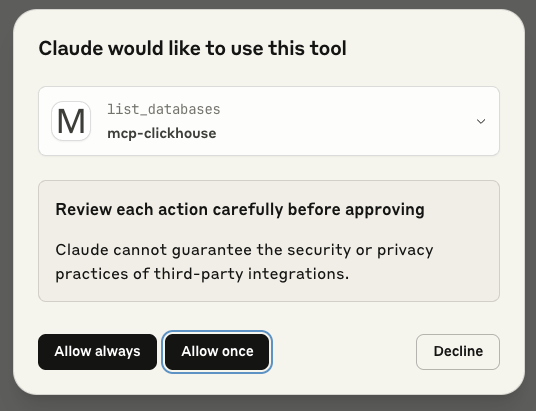 Claude would like to use this tool
M
list_databases
mcp-clickhouse
Review each action carefully before approving
Claude cannot guarantee the security or privacy
practices of third-party integrations.
Allow always
Allow once
Decline